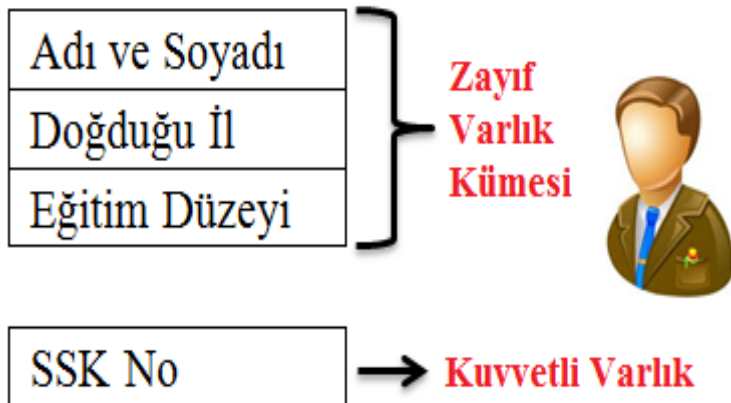 Adı ve Soyadı
Doğduğu İl
Eğitim Düzeyi
Zayıf
Varlık
Kümesi
SSK No
Kuvvetli Varlık